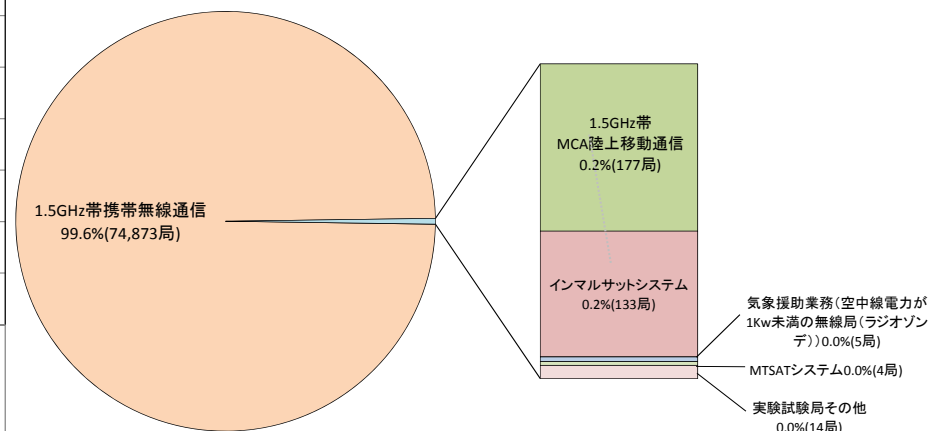 1.5GHz帯携帯無線通信
99.6%(74,873局)
1.5GHz帯
MCA陸上移動通信
0.2%(177局)
インマルサットシステム
0.2%(133局)
気象援助業務(空中線電力が
1Kw未満の無線局(ラジオゾン
デ))0.0%(5局)
MTSATシステム0.0%(4局)
実験試験局その他
0.0%(14局)